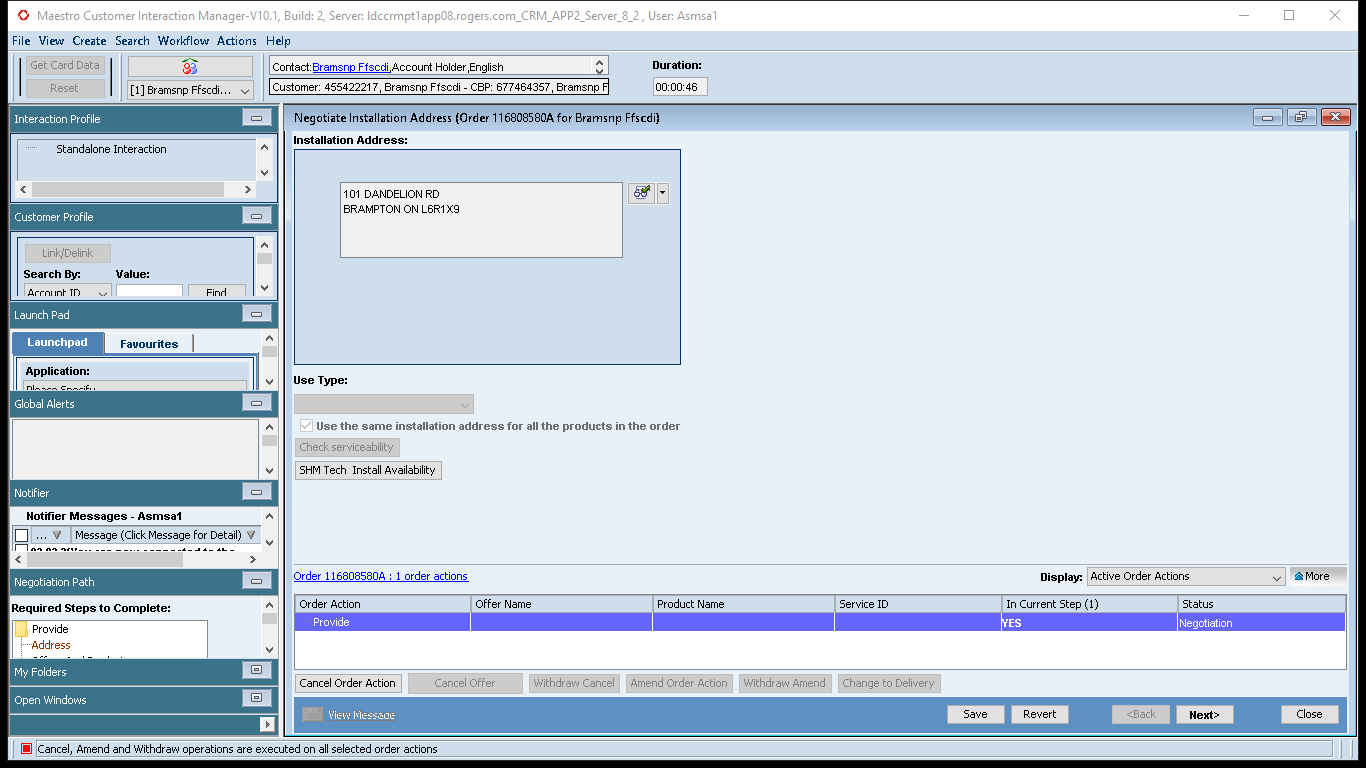 Maestro Customer Interaction Manager-V10.1, Build: 2, Server: ldccrmpt1app08.rogers.com_CRM_APP2_Server_8_2 , User: Asmsa1
File View Create Search Workflow Actions Help
Get Card Data
Reset
[1] Bramsnp Ffscdi...
Contact:Bramsnp Ffscdi,Account Holder,English
Customer: 455422217, Bramsnp Ffscdi - CBP: 677464357, Bramsnp F
Duration:
00:00:46
Interaction Profile
Standalone Interaction
Customer Profile
Link/Delink
Search By: Value:
Account ID Find
Launch Pad
Launchpad Favourites
Application:
Please Specify
Global Alerts
Notifier
Notifier Messages - Asmsa1
... Message (Click Message for Detail)
Negotiation Path
Required Steps to Complete:
Provide
Address
My Folders
Open Windows
Negotiate Installation Address (Order 116808580A for Bramsnp Ffscdi)
Installation Address:
101 DANDELION RD
BRAMPTON ON L6R1X9
Use Type:
Use the same installation address for all the products in the order
Check serviceability
SHM Tech Install Availability
Order 116808580A : 1 order actions
Display: Active Order Actions More
Order Action Offer Name Product Name Service ID In Current Step (1) Status
Provide YES Negotiation
Cancel Order Action Cancel Offer Withdraw Cancel Amend Order Action Withdraw Amend Change to Delivery
View Message Save Revert <Back Next> Close
Cancel, Amend and Withdraw operations are executed on all selected order actions